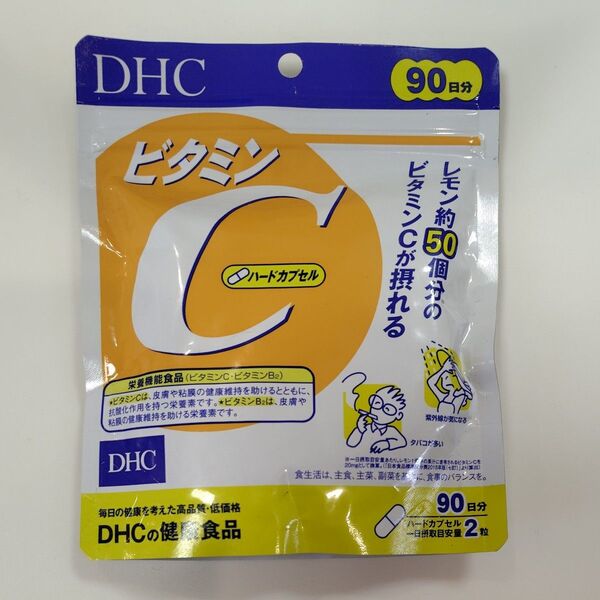 DHC
90日分
ビタミン
C
ハードカプセル
レモン約50個分の
ビタミンCが摂れる
栄養機能食品(ビタミンC・ビタミンB2)
*ビタミンCは、皮膚や粘膜の健康維持を助けるとともに、
抗酸化作用を持つ栄養素です。*ビタミンB2は、皮膚や
粘膜の健康維持を助ける栄養素です。
紫外線が気になる
タバコが多い
食生活は、主食、主菜、副菜を基本に、食事のバランスを。
DHC
毎日の健康を考えた高品質・低価格
DHCの健康食品
90日分
ハードカプセル
一日摂取目安量2粒